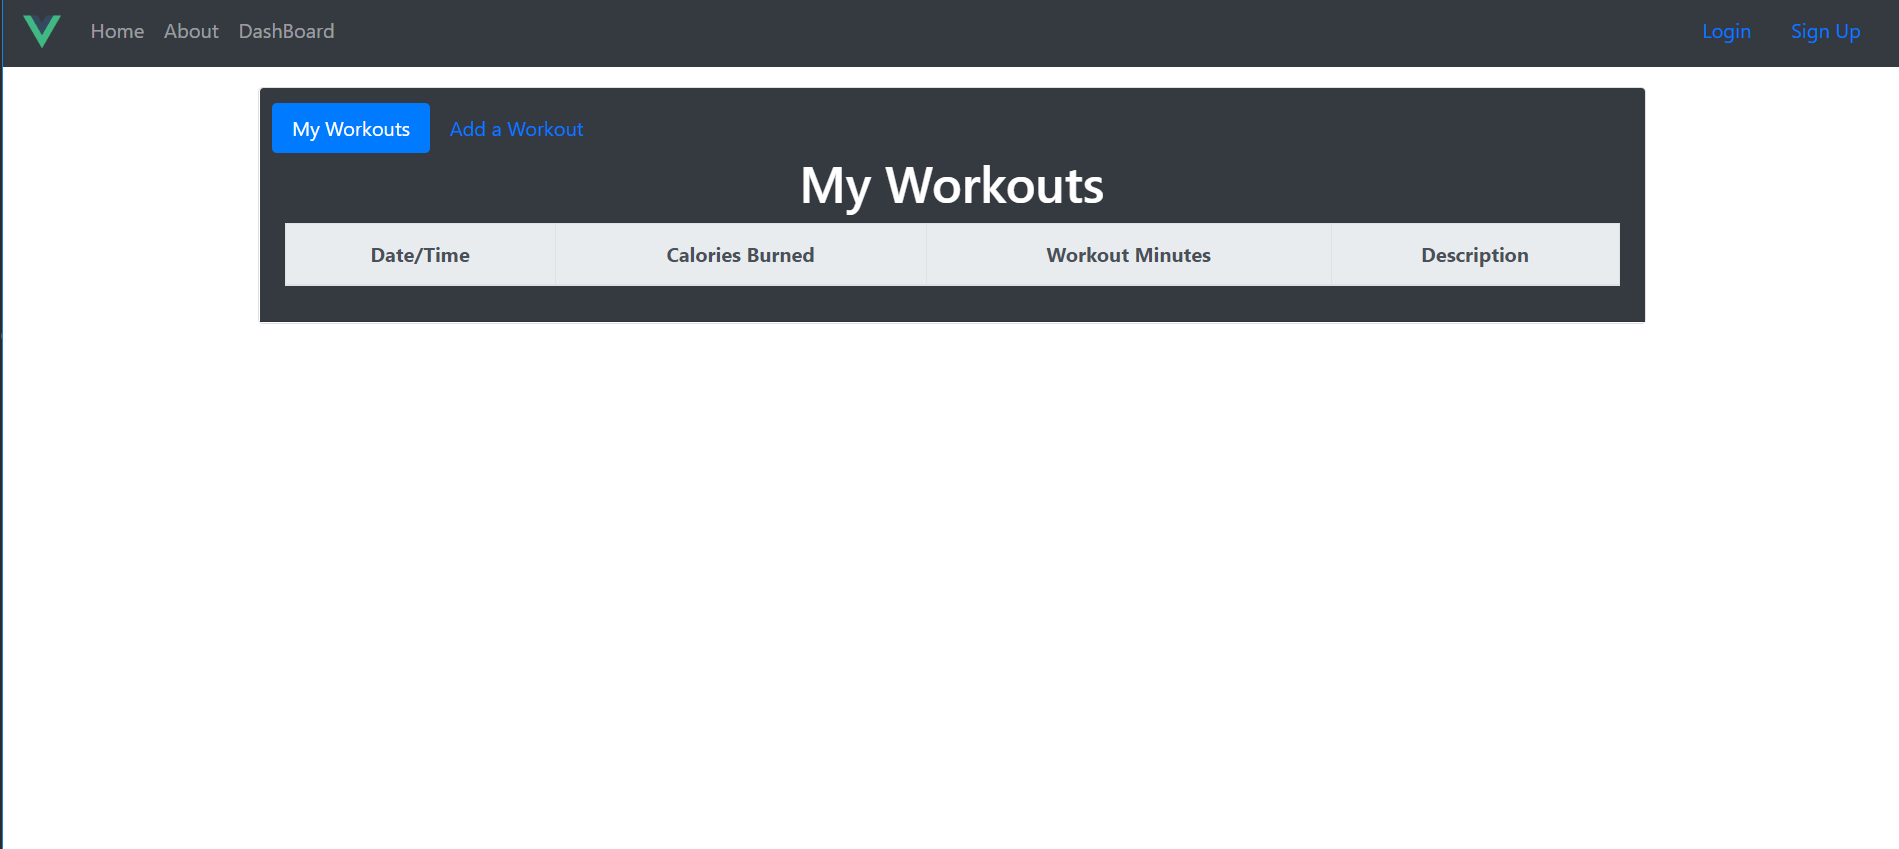 Home About DashBoard Login Sign Up
My Workouts Add a Workout
My Workouts
Date/Time Calories Burned Workout Minutes Description